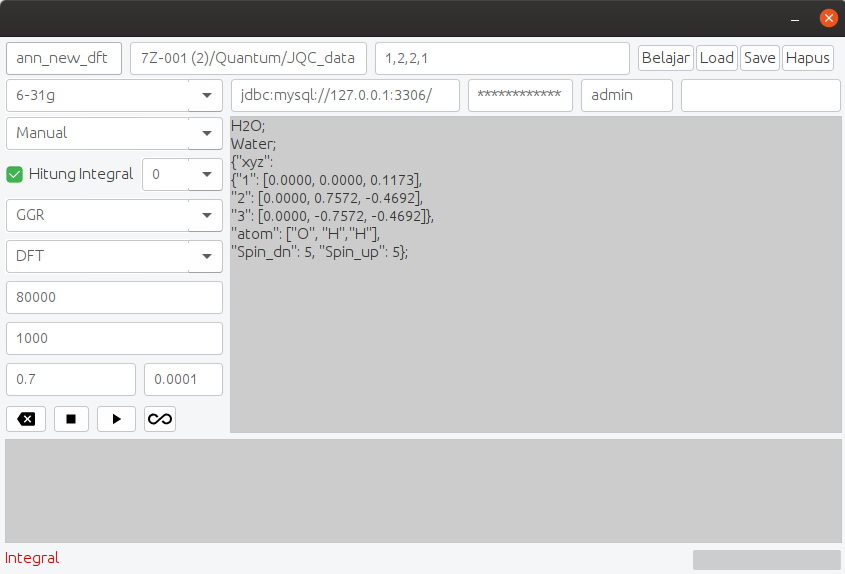 ann_new_dft 7Z-001 (2)/Quantum/JQC_data 1,2,2,1 Belajar Load Save Hapus
6-31g jdbc:mysql://127.0.0.1:3306/ ************ admin
Manual
Hitung Integral 0
GGR
DFT
80000
1000
0.7 0.0001
H2O;
Water;
{"xyz":
{"1": [0.0000, 0.0000, 0.1173],
"2": [0.0000, 0.7572, -0.4692],
"3": [0.0000, -0.7572, -0.4692]},
"atom": ["O", "H","H"],
"Spin_dn": 5, "Spin_up": 5};
Integral